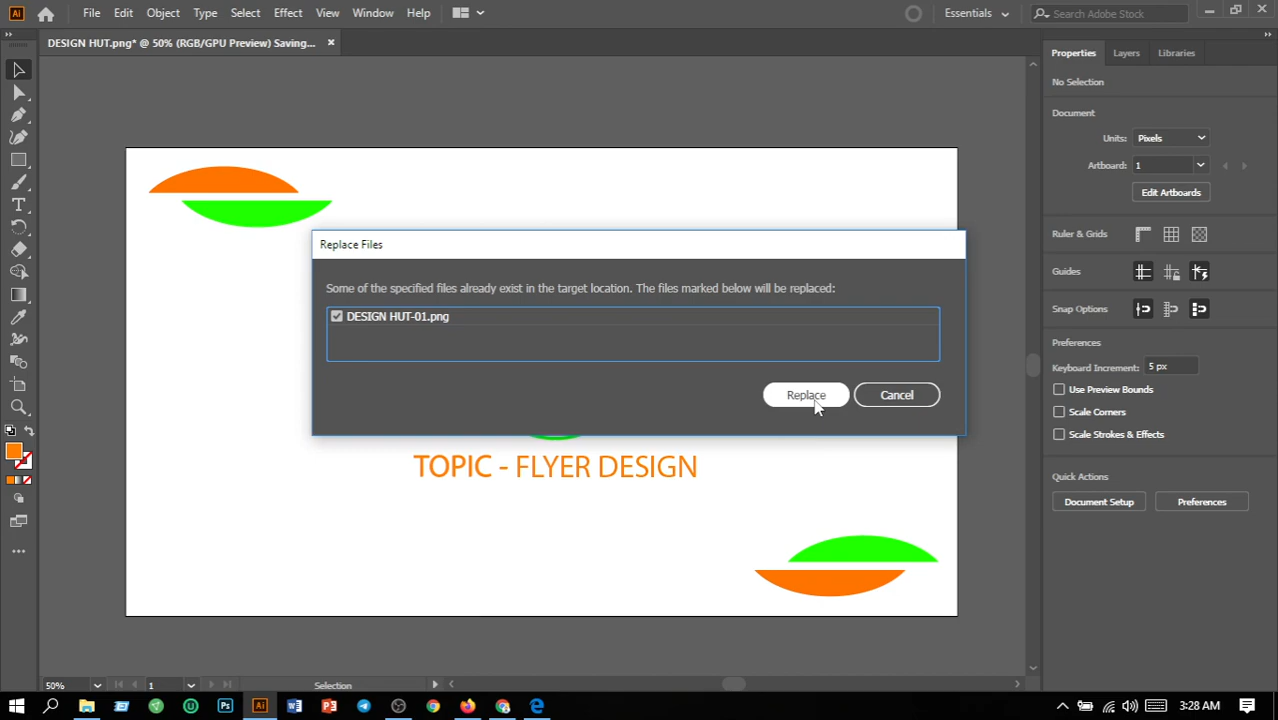 Ai File Edit Object Type Select Effect View Window Help Essentials Search Adobe Stock
DESIGN HUT.png* @ 50% (RGB/GPU Preview) Saving...
Properties Layers Libraries
No Selection
Document
Units: Pixels
Artboard: 1
Edit Artboards
Ruler & Grids
Guides
Snap Options
Preferences
Keyboard Increment: 5 px
Use Preview Bounds
Scale Corners
Scale Strokes & Effects
Quick Actions
Document Setup Preferences
Replace Files
Some of the specified files already exist in the target location. The files marked below will be replaced:
DESIGN HUT-01.png
Replace Cancel
TOPIC - FLYER DESIGN
50% 1 Selection
3:28 AM